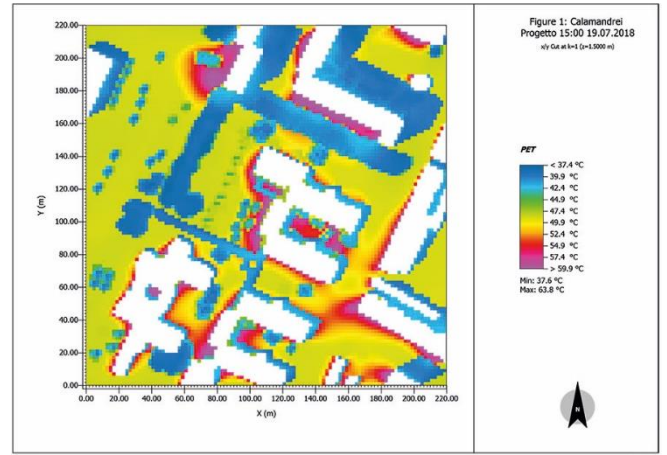 Figure 1: Calamandrei
Progetto 15:00 19.07.2018
x/y Cut at k=1 (z=1.5000 m)
220.00
200.00
180.00
160.00
140.00
120.00
100.00
80.00
60.00
40.00
20.00
0.00
Y (m)
0.00 20.00 40.00 60.00 80.00 100.00 120.00 140.00 160.00 180.00 200.00 220.00
X (m)
PET
< 37.4 °C
39.9 °C
42.4 °C
44.9 °C
47.4 °C
49.9 °C
52.4 °C
54.9 °C
57.4 °C
> 59.9 °C
Min: 37.6 °C
Max: 63.8 °C
N